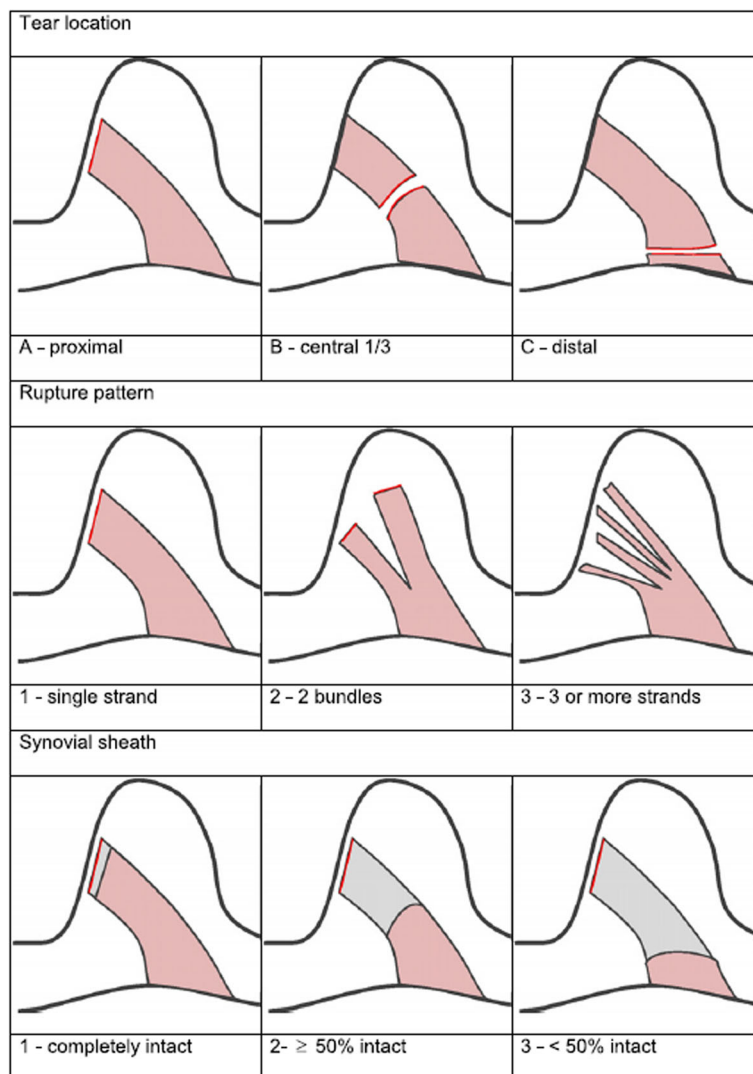 Tear location
A – proximal
B – central 1/3
C – distal
Rupture pattern
1 – single strand
2 – 2 bundles
3 – 3 or more strands
Synovial sheath
1 – completely intact
2- ≥ 50% intact
3 - < 50% intact